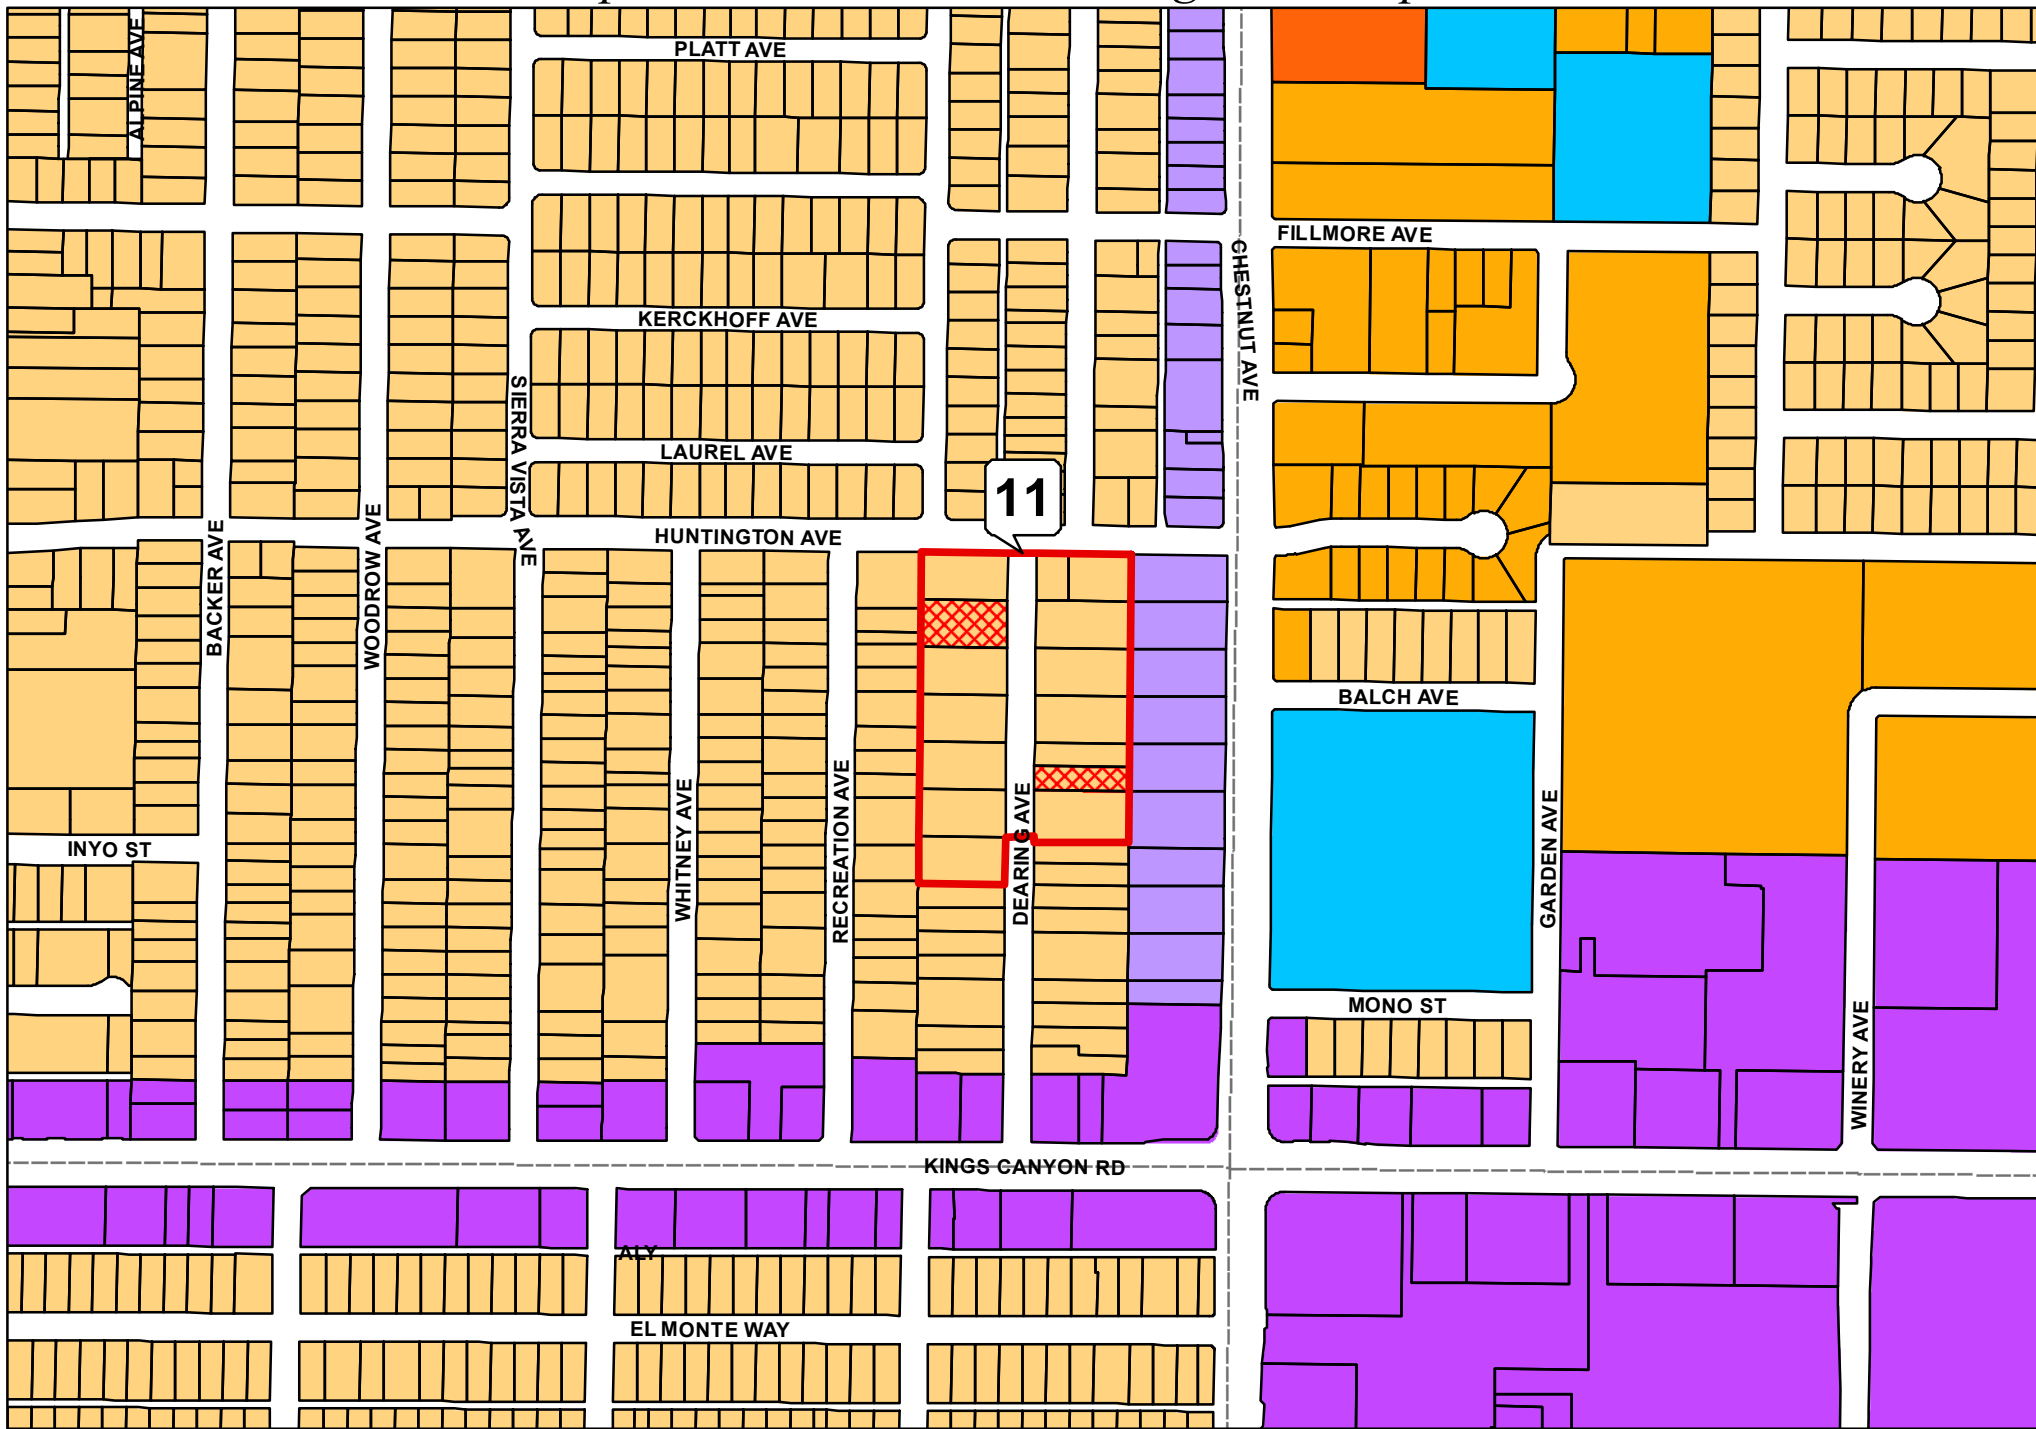 PLATT AVE
ALPINE AVE
FILLMORE AVE
CHESTNUT AVE
KERCKHOFF AVE
SIERRA VISTA AVE
LAUREL AVE
11
HUNTINGTON AVE
BACKER AVE
WOODROW AVE
BALCH AVE
WHITNEY AVE
RECREATION AVE
DEARING AVE
GARDEN AVE
INYO ST
MONO ST
WINERY AVE
KINGS CANYON RD
ALY
EL MONTE WAY